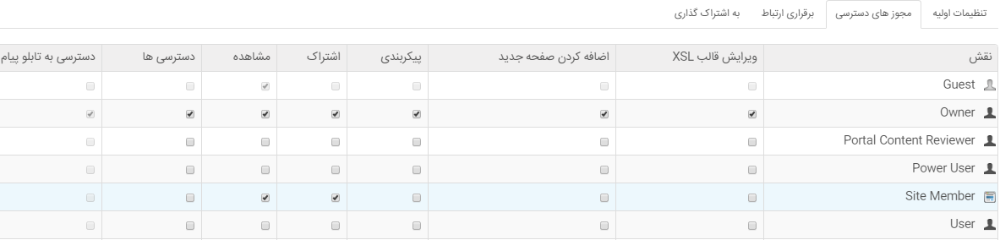 تنظیمات اولیه مجوز های دسترسی برقراری ارتباط به اشتراک گذاری
نقش ویرایش قالب XSL اضافه کردن صفحه جدید پیکربندی اشتراک مشاهده دسترسی ها دسترسی به تابلو پیام
Guest
Owner
Portal Content Reviewer
Power User
Site Member
User